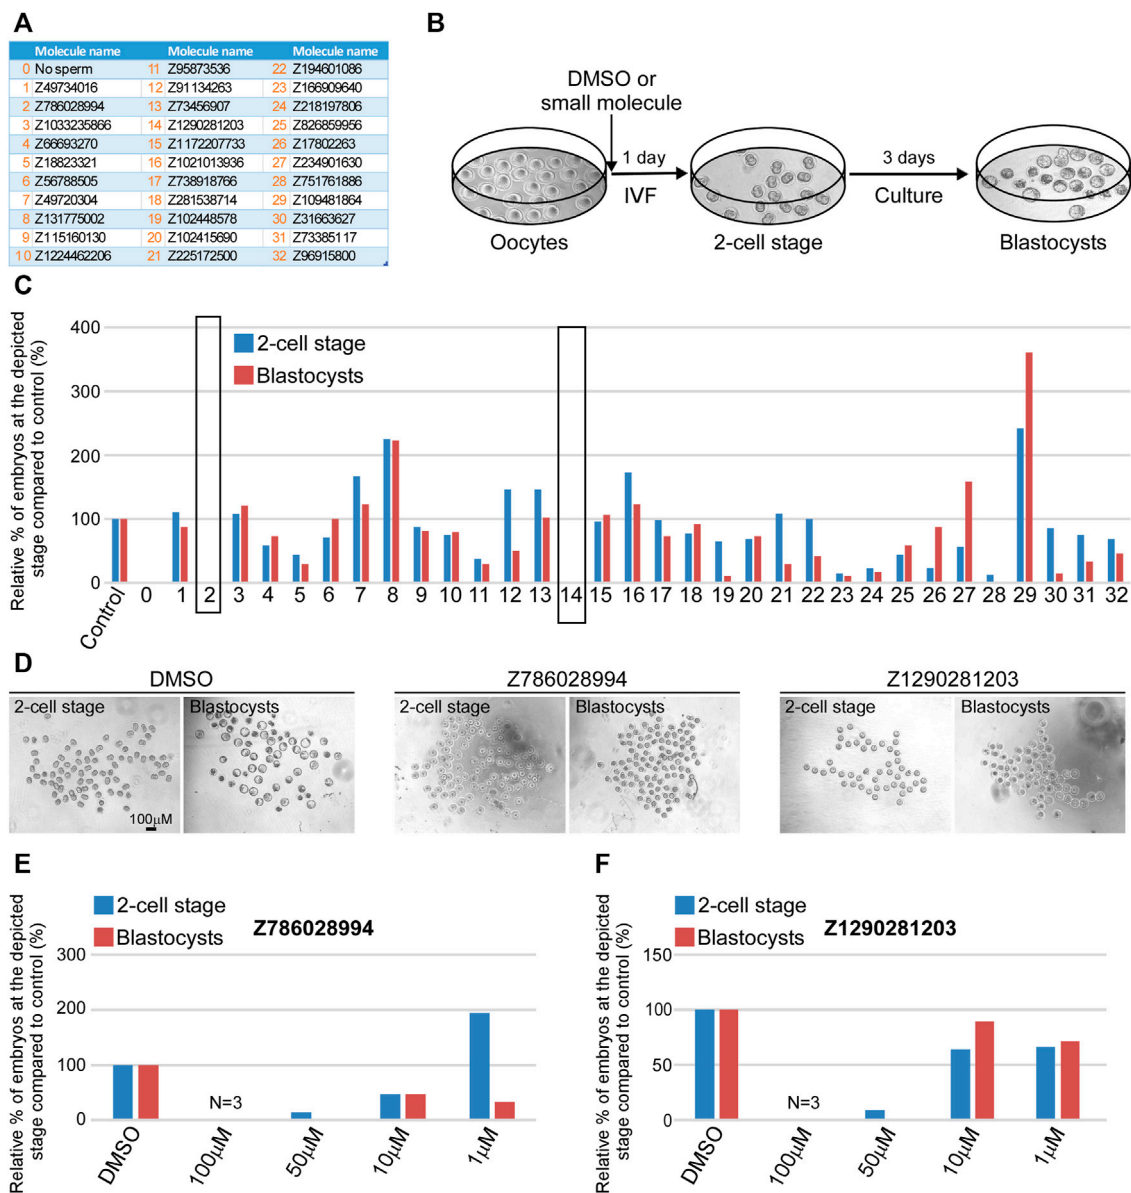 A
Molecule name Molecule name Molecule name
0 No sperm 11 Z95873536 22 Z194601086
1 Z49734016 12 Z91134263 23 Z166909640
2 Z786028994 13 Z73456907 24 Z218197806
3 Z1033235866 14 Z1290281203 25 Z826859956
4 Z66693270 15 Z1172207733 26 Z17802263
5 Z18823321 16 Z1021013936 27 Z234901630
6 Z56788505 17 Z738918766 28 Z751761886
7 Z49720304 18 Z281538714 29 Z109481864
8 Z131775002 19 Z102448578 30 Z31663627
9 Z115160130 20 Z102415690 31 Z73385117
10 Z1224462206 21 Z225172500 32 Z96915800
B
DMSO or
small molecule
1 day
IVF
3 days
Culture
Oocytes
2-cell stage
Blastocysts
C
Relative % of embryos at the depicted
stage compared to control (%)
400
300
200
100
0
2-cell stage
Blastocysts
Control 0 1 2 3 4 5 6 7 8 9 10 11 12 13 14 15 16 17 18 19 20 21 22 23 24 25 26 27 28 29 30 31 32
D
DMSO
2-cell stage
Blastocysts
100µM
Z786028994
2-cell stage
Blastocysts
Z1290281203
2-cell stage
Blastocysts
E
2-cell stage
Blastocysts
Z786028994
Relative % of embryos at the depicted
stage compared to control (%)
300
200
100
0
N=3
DMSO 100µM 50µM 10µM 1µM
F
2-cell stage
Blastocysts
Z1290281203
Relative % of embryos at the depicted
stage compared to control (%)
150
100
50
0
N=3
DMSO 100µM 50µM 10µM 1µM